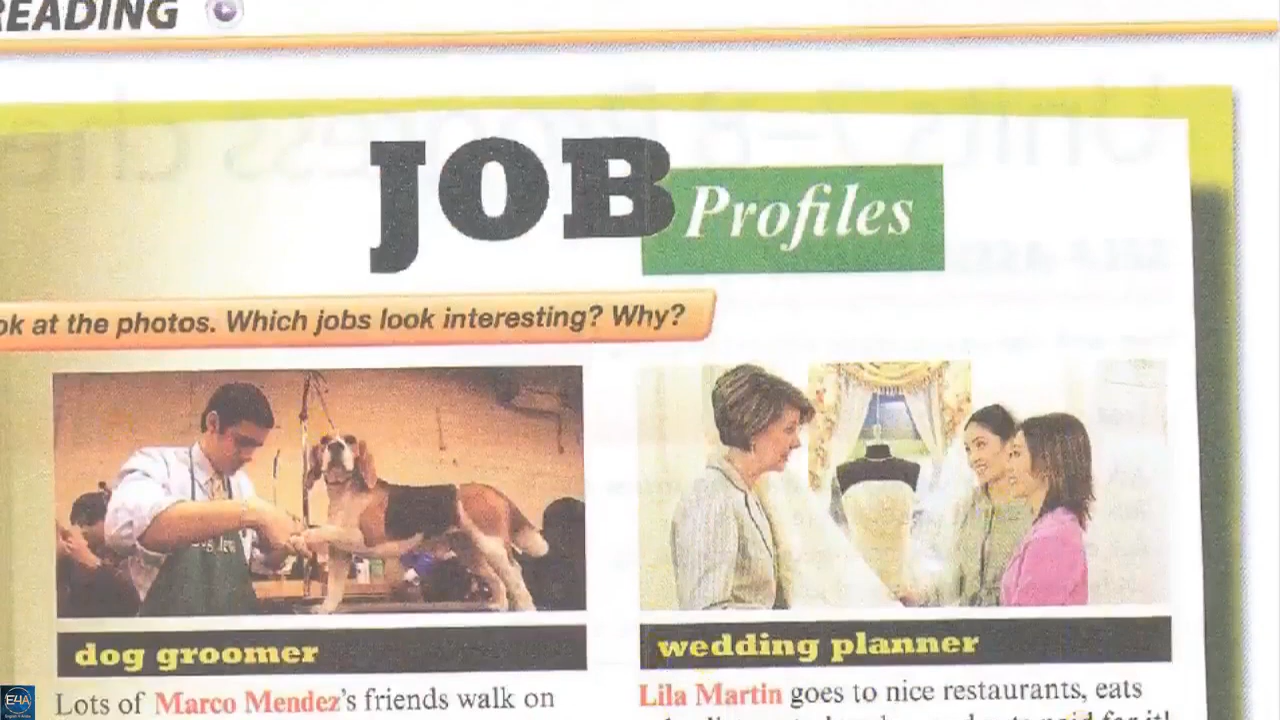 READING
JOB Profiles
ok at the photos. Which jobs look interesting? Why?
dog groomer
Lots of Marco Mendez's friends walk on
wedding planner
Lila Martin goes to nice restaurants, eats
E4A